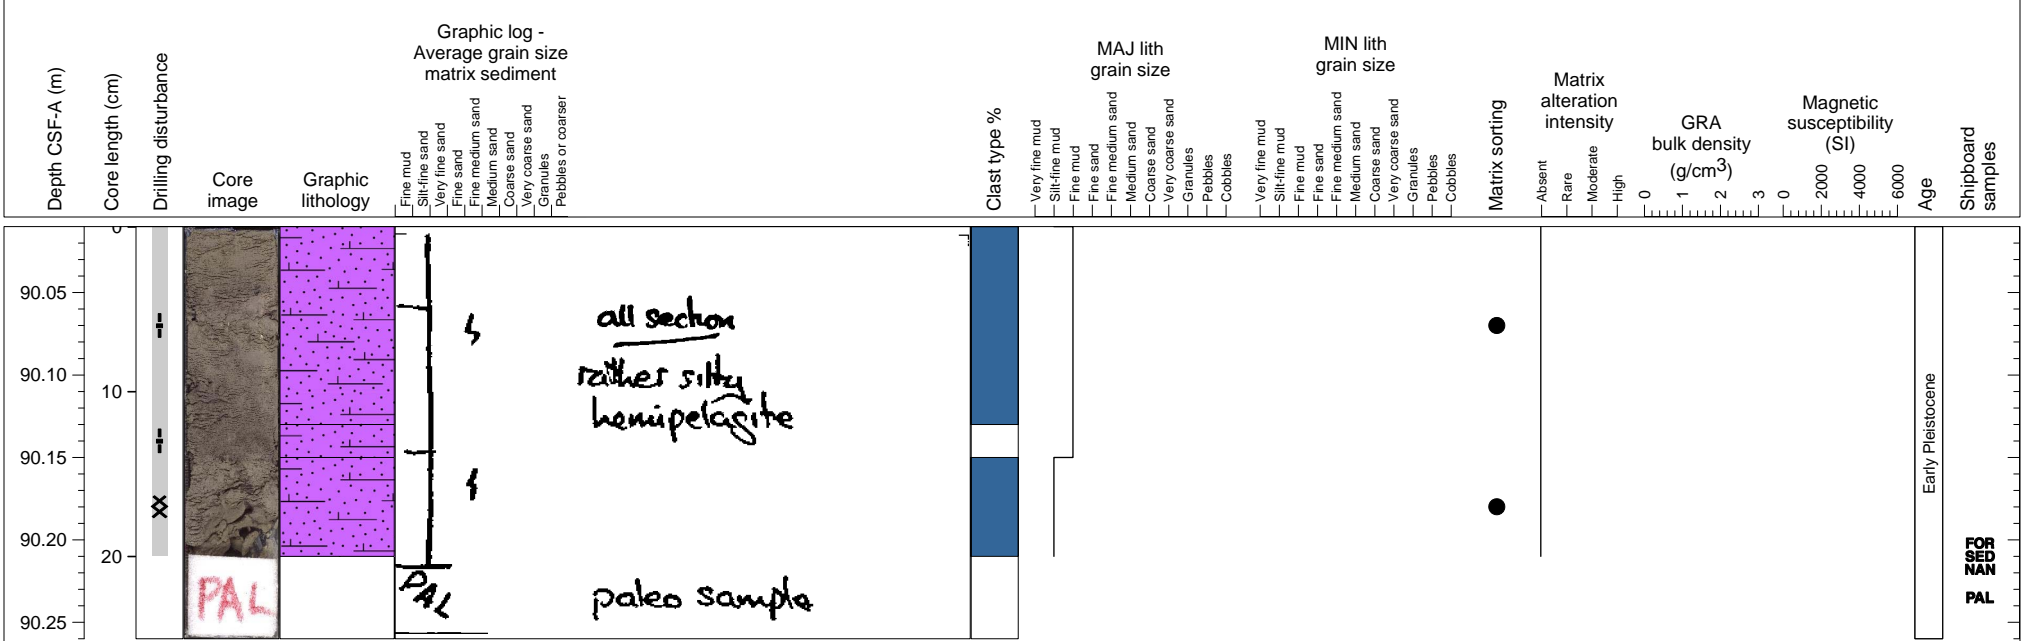 Depth CSF-A (m)
Core length (cm)
Drilling disturbance
Core
image
Graphic
lithology
Graphic log -
Average grain size
matrix sediment
Fine mud
Silt-fine sand
Very fine sand
Fine sand
Fine medium sand
Medium sand
Coarse sand
Very coarse sand
Granules
Pebbles or coarser
Clast type %
MAJ lith
grain size
Very fine mud
Silt-fine mud
Fine mud
Fine sand
Fine medium sand
Medium sand
Coarse sand
Very coarse sand
Granules
Pebbles
Cobbles
MIN lith
grain size
Very fine mud
Silt-fine mud
Fine mud
Fine sand
Fine medium sand
Medium sand
Coarse sand
Very coarse sand
Granules
Pebbles
Cobbles
Matrix sorting
Matrix
alteration
intensity
Absent
Rare
Moderate
High
GRA
bulk density
(g/cm3)
0 1 2 3
Magnetic
susceptibility
(SI)
0 2000 4000 6000
Age
Shipboard
samples
0
90.05
90.10
90.15
90.20
90.25
10
20
all section
rather silty
hemipelagite
PAL
PAL
paleo sample
Early Pleistocene
FOR
SED
NAN
PAL